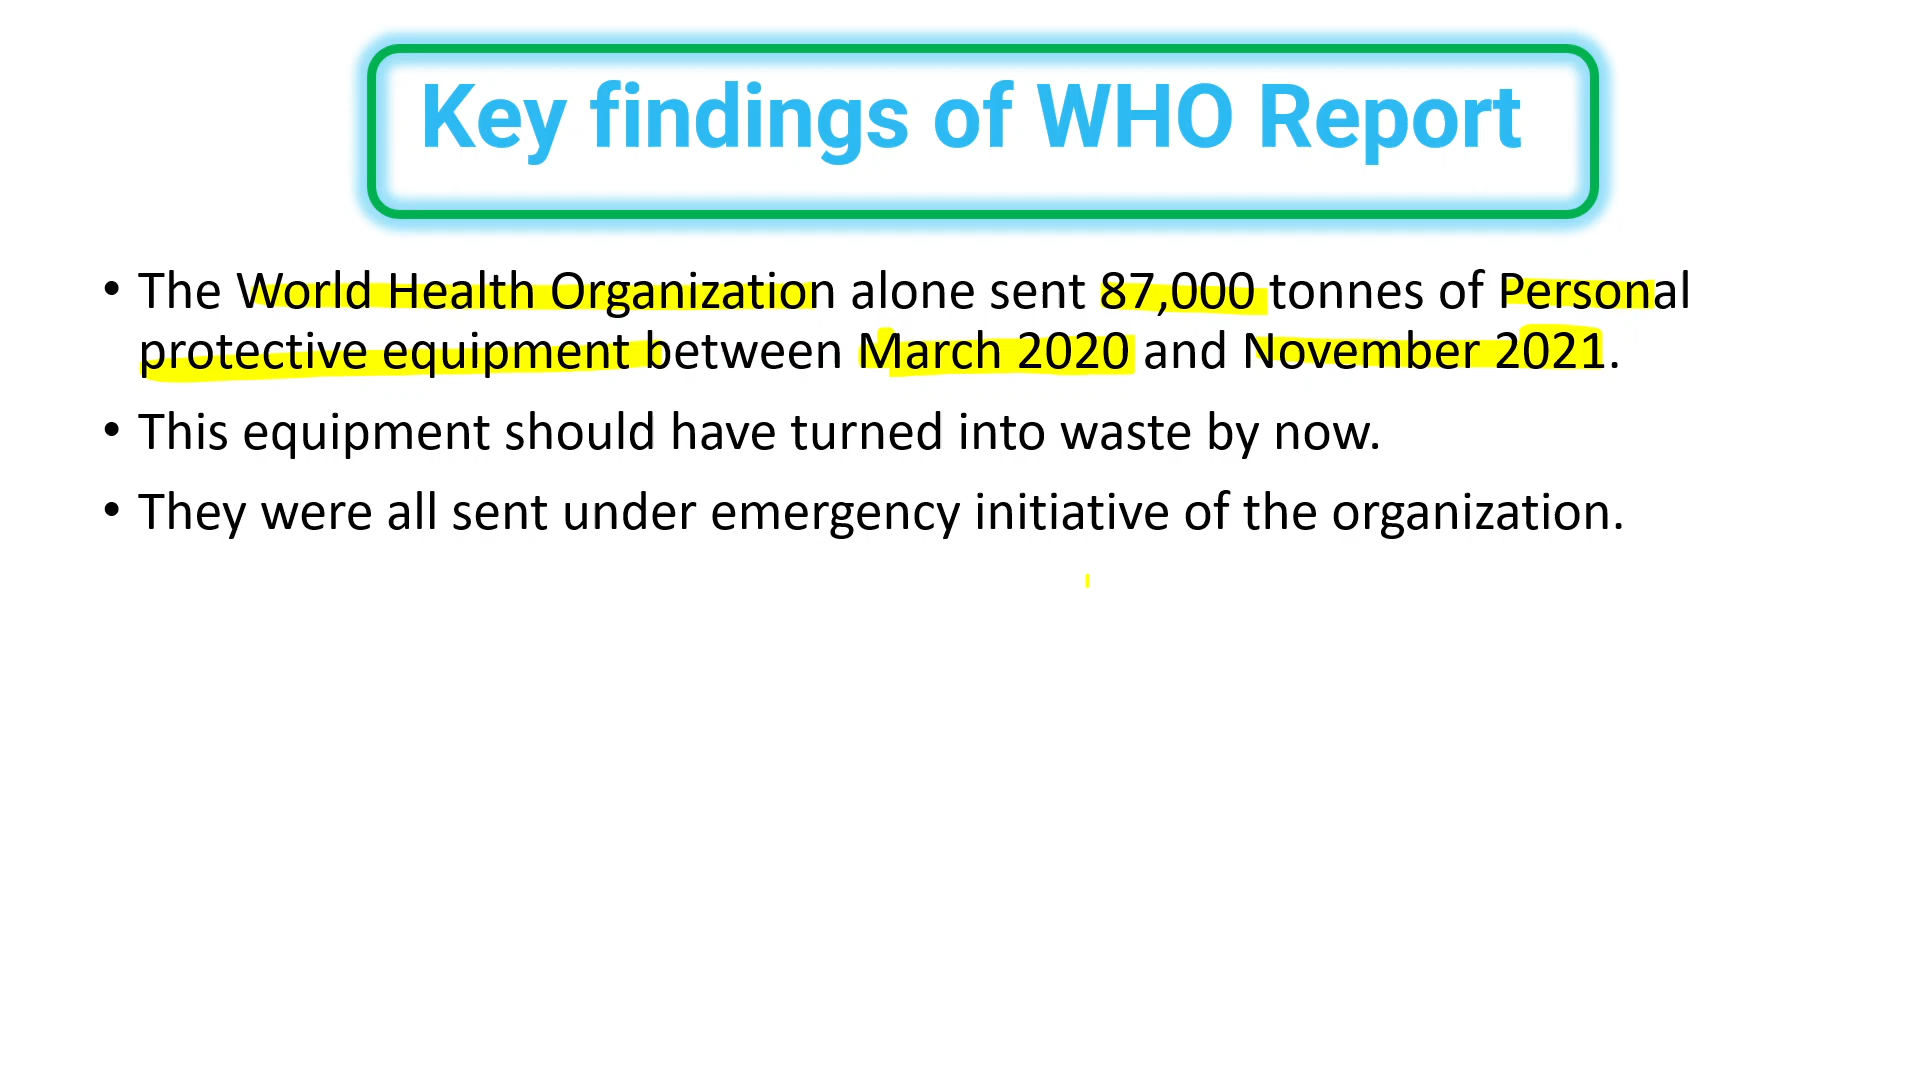 Key findings of WHO Report
• The World Health Organization alone sent 87,000 tonnes of Personal
protective equipment between March 2020 and November 2021.
• This equipment should have turned into waste by now.
• They were all sent under emergency initiative of the organization.